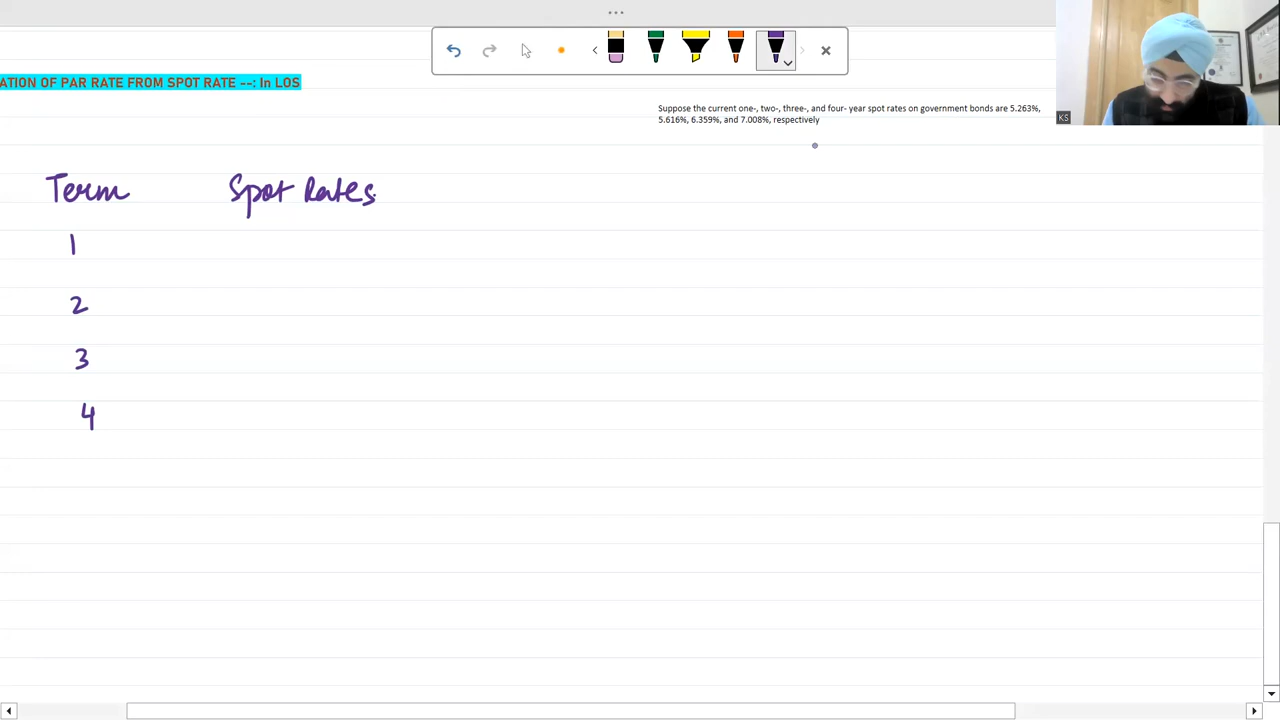 ATION OF PAR RATE FROM SPOT RATE --: In LOS
Suppose the current one-, two-, three-, and four- year spot rates on government bonds are 5.263%,
5.616%, 6.359%, and 7.008%, respectively
KS
Term Spot Rates
1
2
3
4